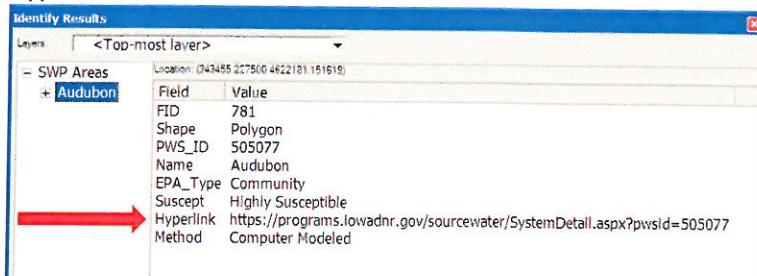 Identify Results
Layers: <Top-most layer>
Location: (343455.227500 4622181.151619)
SWP Areas
Audubon
Field Value
FID 781
Shape Polygon
PWS_ID 505077
Name Audubon
EPA_Type Community
Suscept Highly Susceptible
Hyperlink https://programs.iowadnr.gov/sourcewater/SystemDetail.aspx?pwsid=505077
Method Computer Modeled